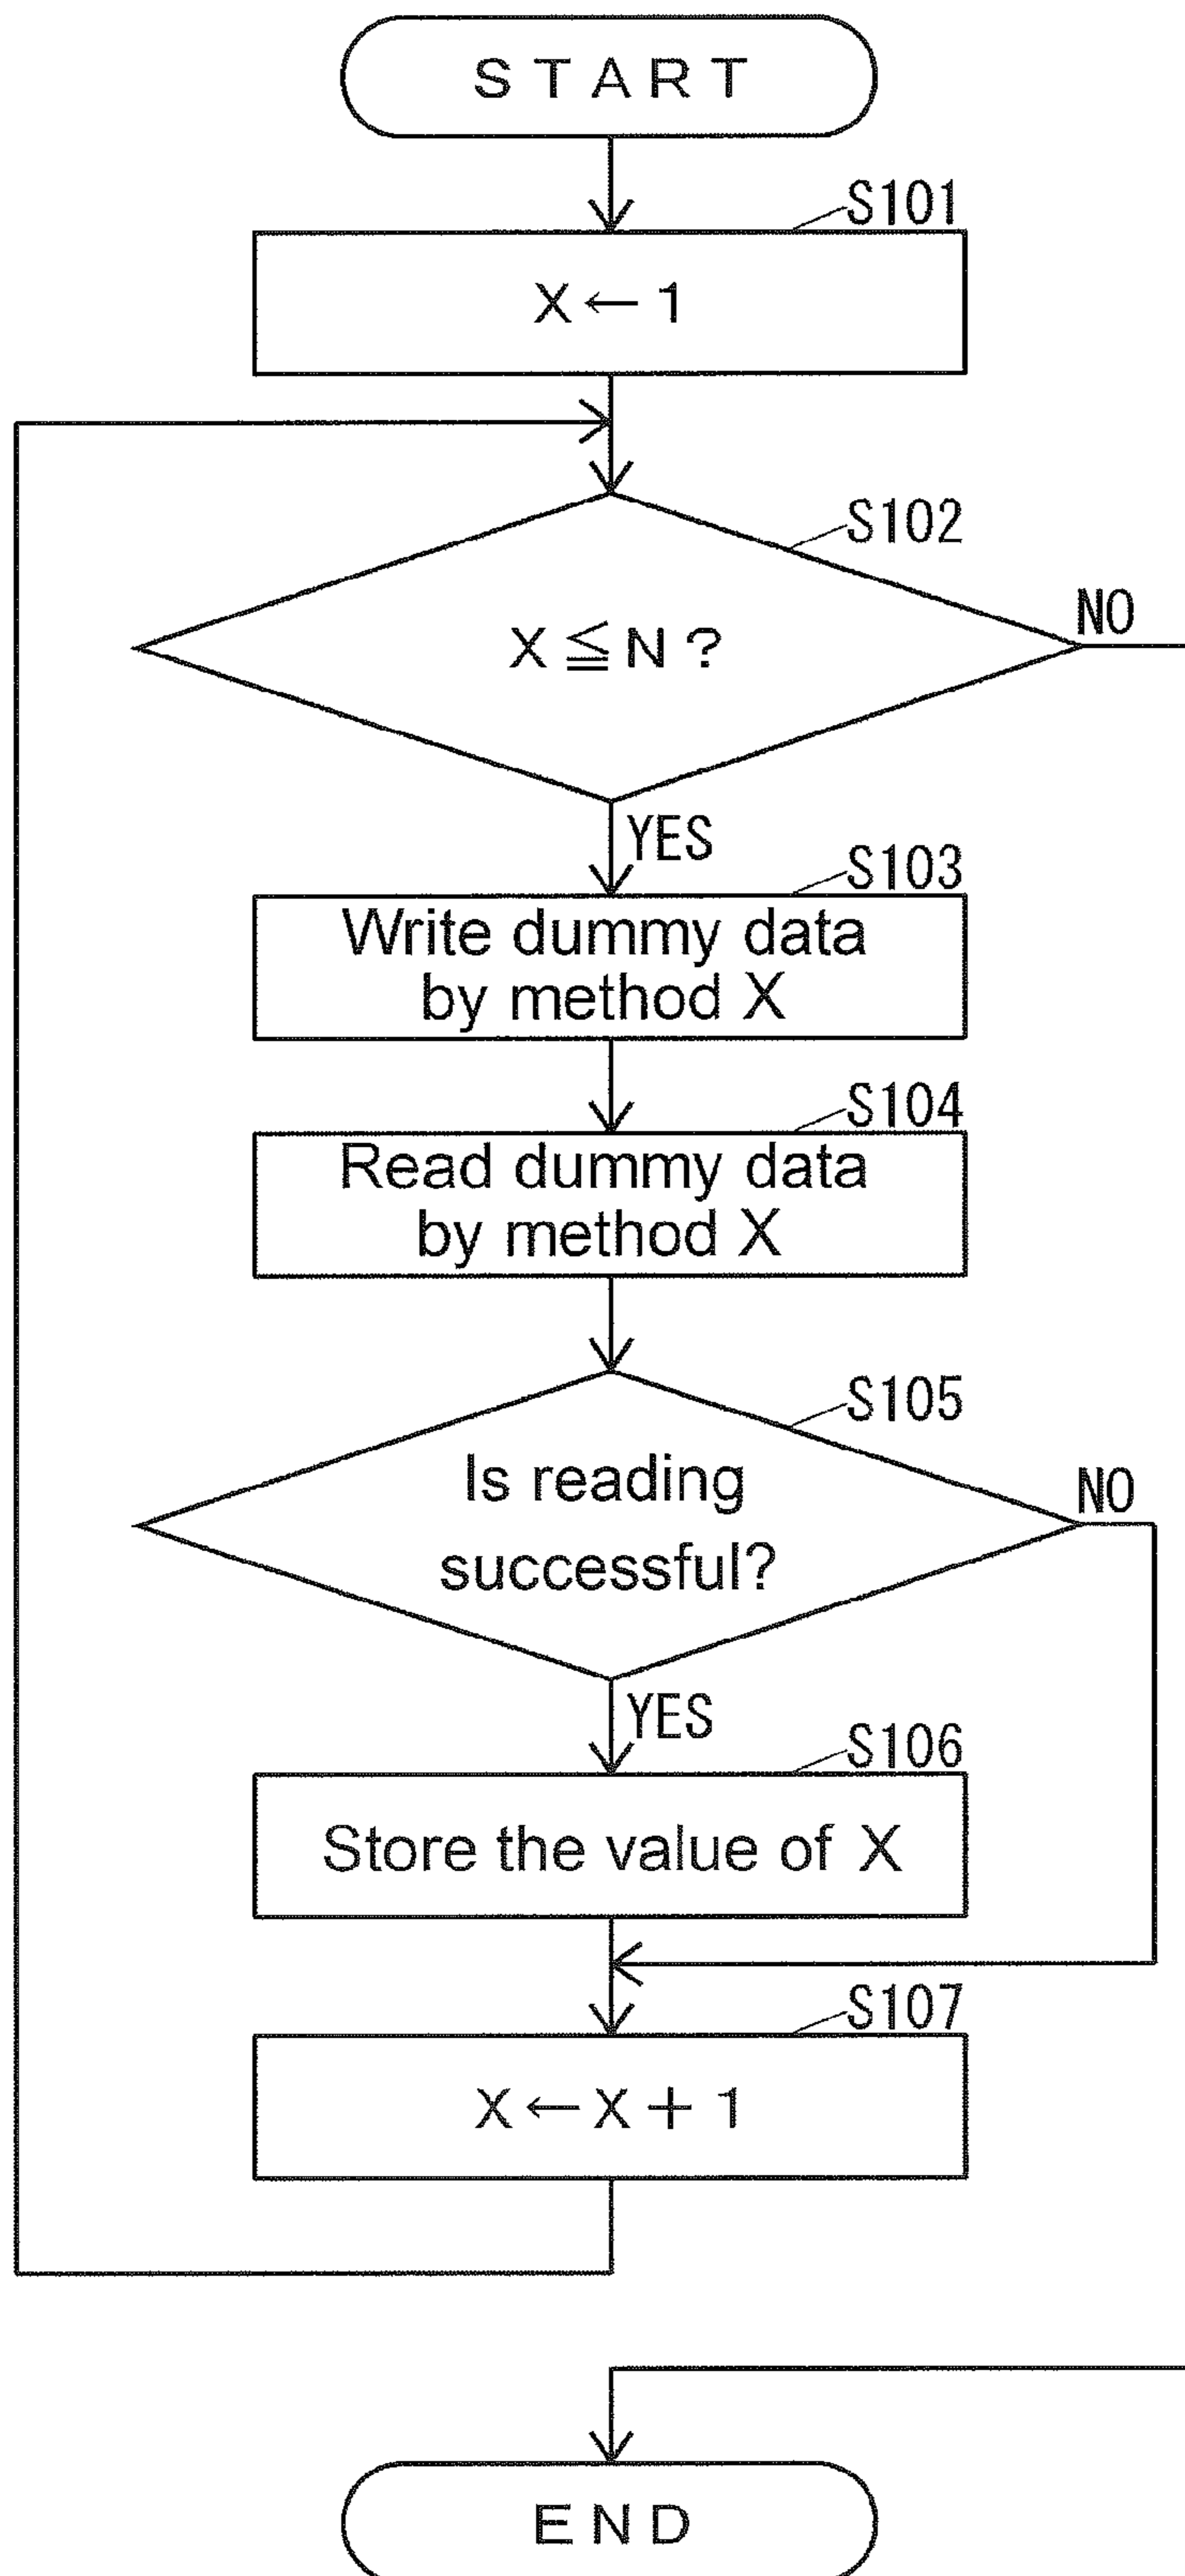 START
S101
X←1
S102
X≦N?
NO
YES
S103
Write dummy data
by method X
S104
Read dummy data
by method X
S105
Is reading
successful?
NO
YES
S106
Store the value of X
S107
X←X+1
END